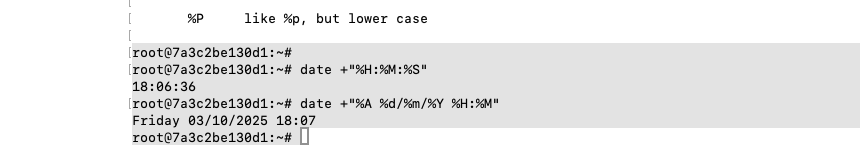 %P     like %p, but lower case
root@7a3c2be130d1:~#
root@7a3c2be130d1:~# date +"%H:%M:%S"
18:06:36
root@7a3c2be130d1:~# date +"%A %d/%m/%Y %H:%M"
Friday 03/10/2025 18:07
root@7a3c2be130d1:~#